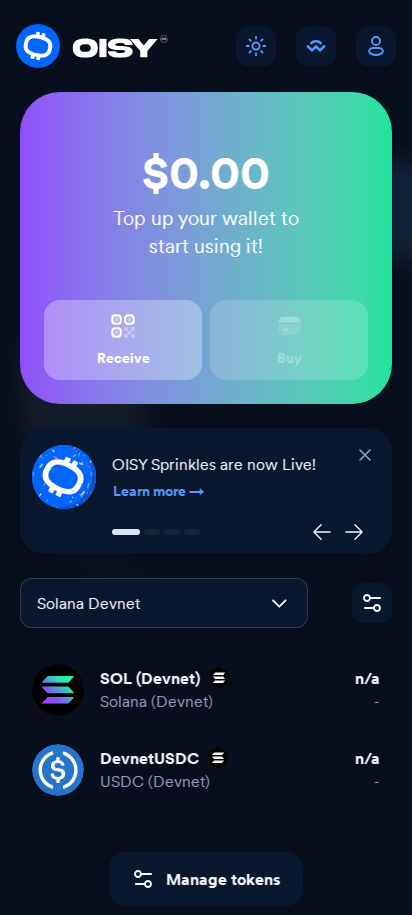 OISY
$0.00
Top up your wallet to
start using it!
Receive
Buy
OISY Sprinkles are now Live!
Learn more →
Solana Devnet
SOL (Devnet)
n/a
Solana (Devnet)
-
DevnetUSDC
n/a
USDC (Devnet)
-
Manage tokens